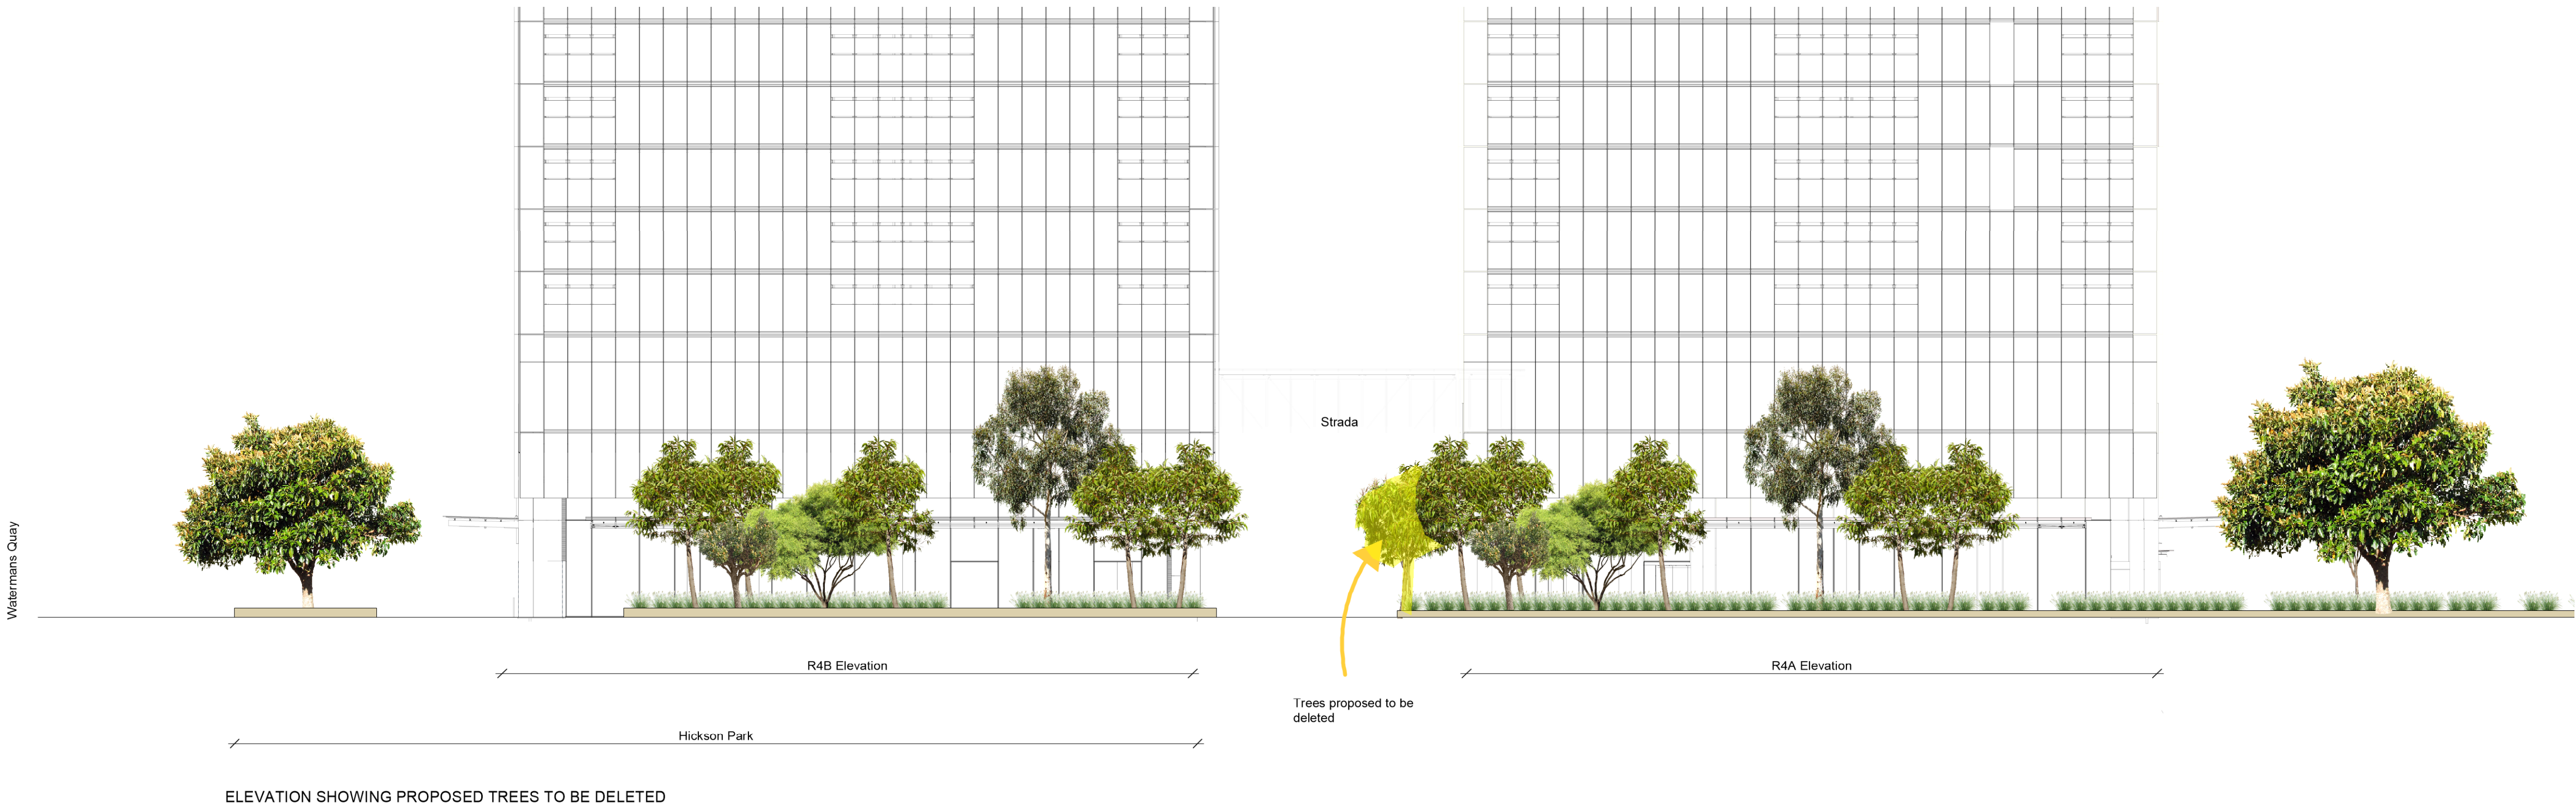 Strada
Watermans Quay
R4B Elevation
R4A Elevation
Trees proposed to be
deleted
Hickson Park
ELEVATION SHOWING PROPOSED TREES TO BE DELETED